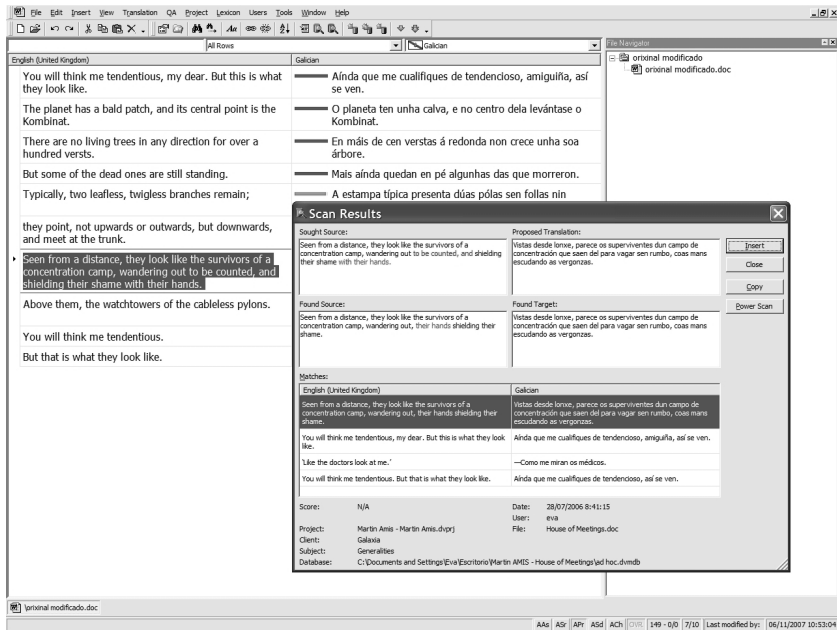 File Edit Insert View Translation QA Project Lexicon Users Tools Window Help
All Rows
Galician
English (United Kingdom)
Galician
You will think me tendentious, my dear. But this is what
they look like.
Aínda que me cualifiques de tendencioso, amiguiña, así
se ven.
The planet has a bald patch, and its central point is the
Kombinat.
O planeta ten unha calva, e no centro dela levántase o
Kombinat.
There are no living trees in any direction for over a
hundred versts.
En máis de cen verstas á redonda non crece unha soa
árbore.
But some of the dead ones are still standing.
Mais aínda quedan en pé algunhas das que morreron.
Typically, two leafless, twigless branches remain;
A estampa típica presenta dúas pólas sen follas nin
they point, not upwards or outwards, but downwards,
and meet at the trunk.
Seen from a distance, they look like the survivors of a
concentration camp, wandering out to be counted, and
shielding their shame with their hands.
Above them, the watchtowers of the cableless pylons.
You will think me tendentious.
But that is what they look like.
File Navigator
orixinal modificado
orixinal modificado.doc
Scan Results
Sought Source:
Seen from a distance, they look like the survivors of a
concentration camp, wandering out to be counted, and shielding
their shame with their hands.
Proposed Translation:
Vistas desde lonxe, parece os superviventes dun campo de
concentración que saen del para vagar sen rumbo, coas mans
escudando as vergonzas.
Insert
Close
Copy
Power Scan
Found Source:
Seen from a distance, they look like the survivors of a
concentration camp, wandering out, their hands shielding their
shame.
Found Target:
Vistas desde lonxe, parece os superviventes dun campo de
concentración que saen del para vagar sen rumbo, coas mans
escudando as vergonzas.
Matches:
English (United Kingdom)
Galician
Seen from a distance, they look like the survivors of a
concentration camp, wandering out, their hands shielding their
shame.
Vistas desde lonxe, parece os superviventes dun campo de
concentración que saen del para vagar sen rumbo, coas mans
escudando as vergonzas.
You will think me tendentious, my dear. But this is what they look
like.
Aínda que me cualifiques de tendencioso, amiguiña, así se ven.
'Like the doctors look at me.'
—Como me miran os médicos.
You will think me tendentious. But that is what they look like.
Aínda que me cualifiques de tendencioso, así se ven.
Score: N/A
Date: 28/07/2006 8:41:15
User: eva
Project: Martin Amis - Martin Amis.dvprj
File: House of Meetings.doc
Client: Galaxia
Subject: Generalities
Database: C:\Documents and Settings\Eva\Escritorio\Martin AMIS - House of Meetings\ad hoc.dvmdb
\orixinal modificado.doc
AAs ASr APr ASd ACh OVR 149 - 0/0 7/10 Last modified by: 06/11/2007 10:53:04